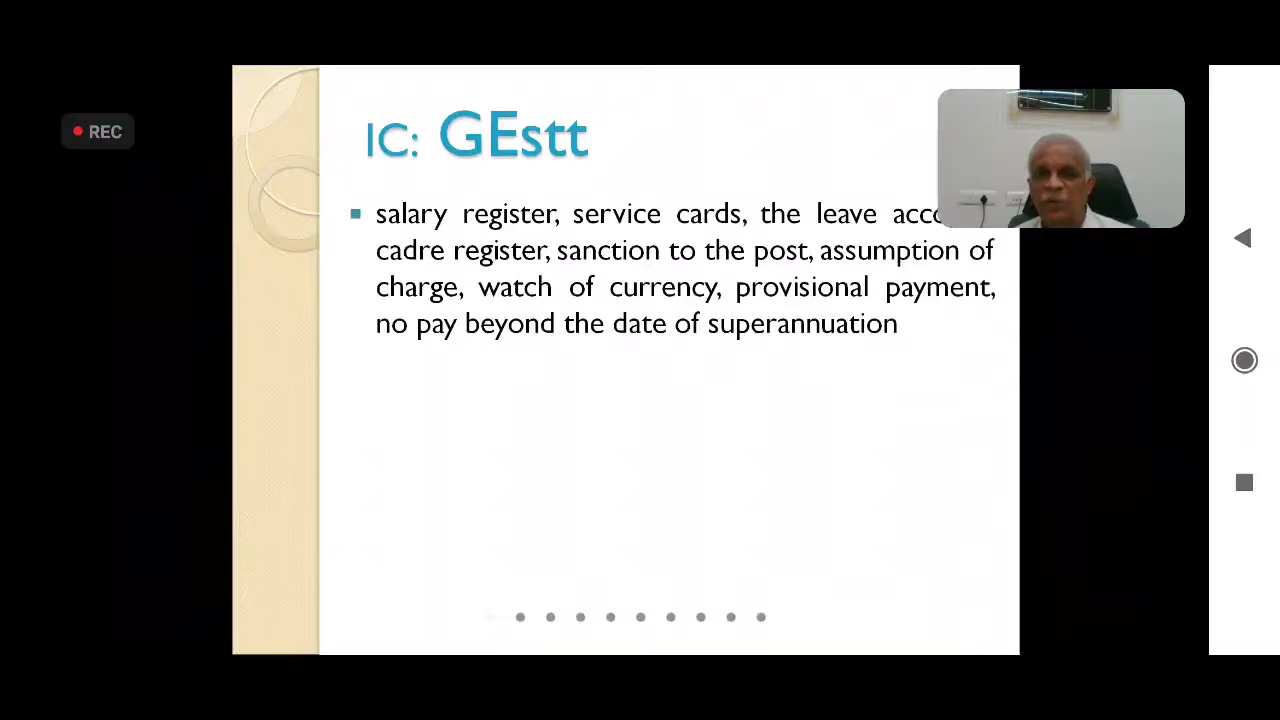 REC
IC: GEstt
salary register, service cards, the leave
cadre register, sanction to the post, assumption of
charge, watch of currency, provisional payment,
no pay beyond the date of superannuation